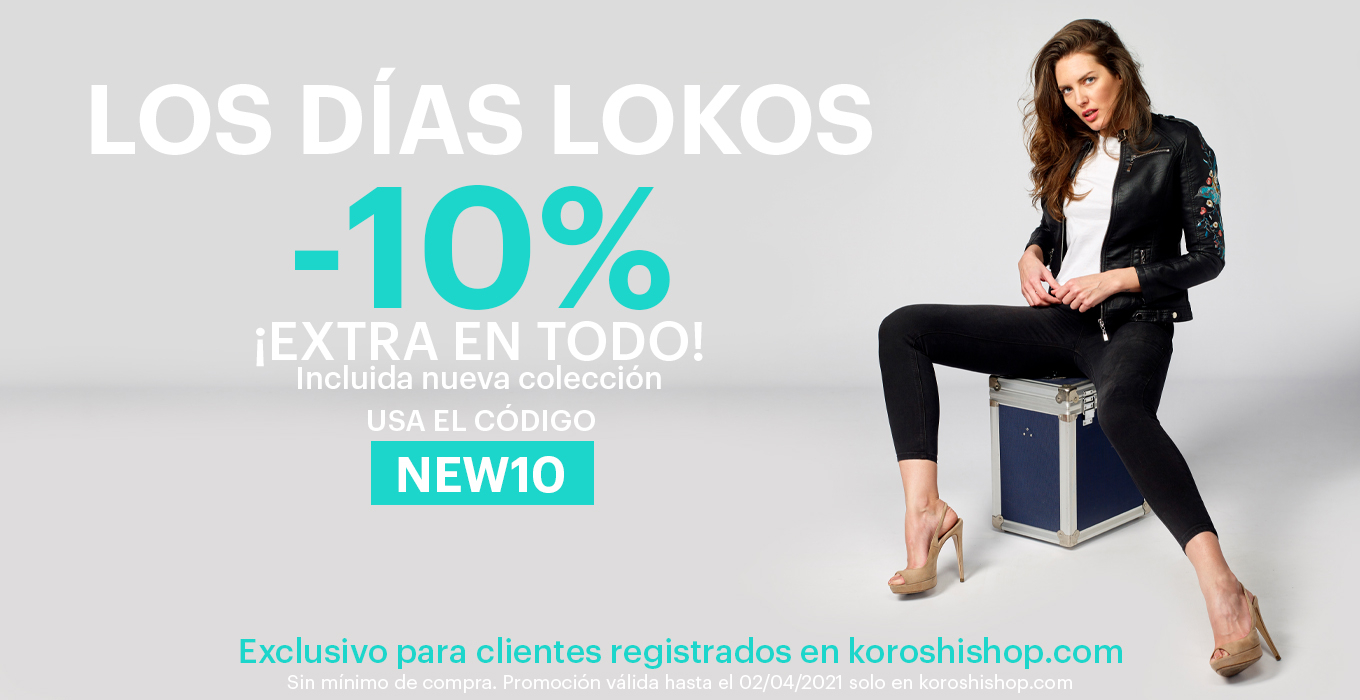 LOS DÍAS LOKOS
-10%
¡EXTRA EN TODO!
Incluida nueva colección
USA EL CÓDIGO
NEW10
Exclusivo para clientes registrados en koroshishop.com
Sin mínimo de compra. Promoción válida hasta el 02/04/2021 solo en koroshishop.com